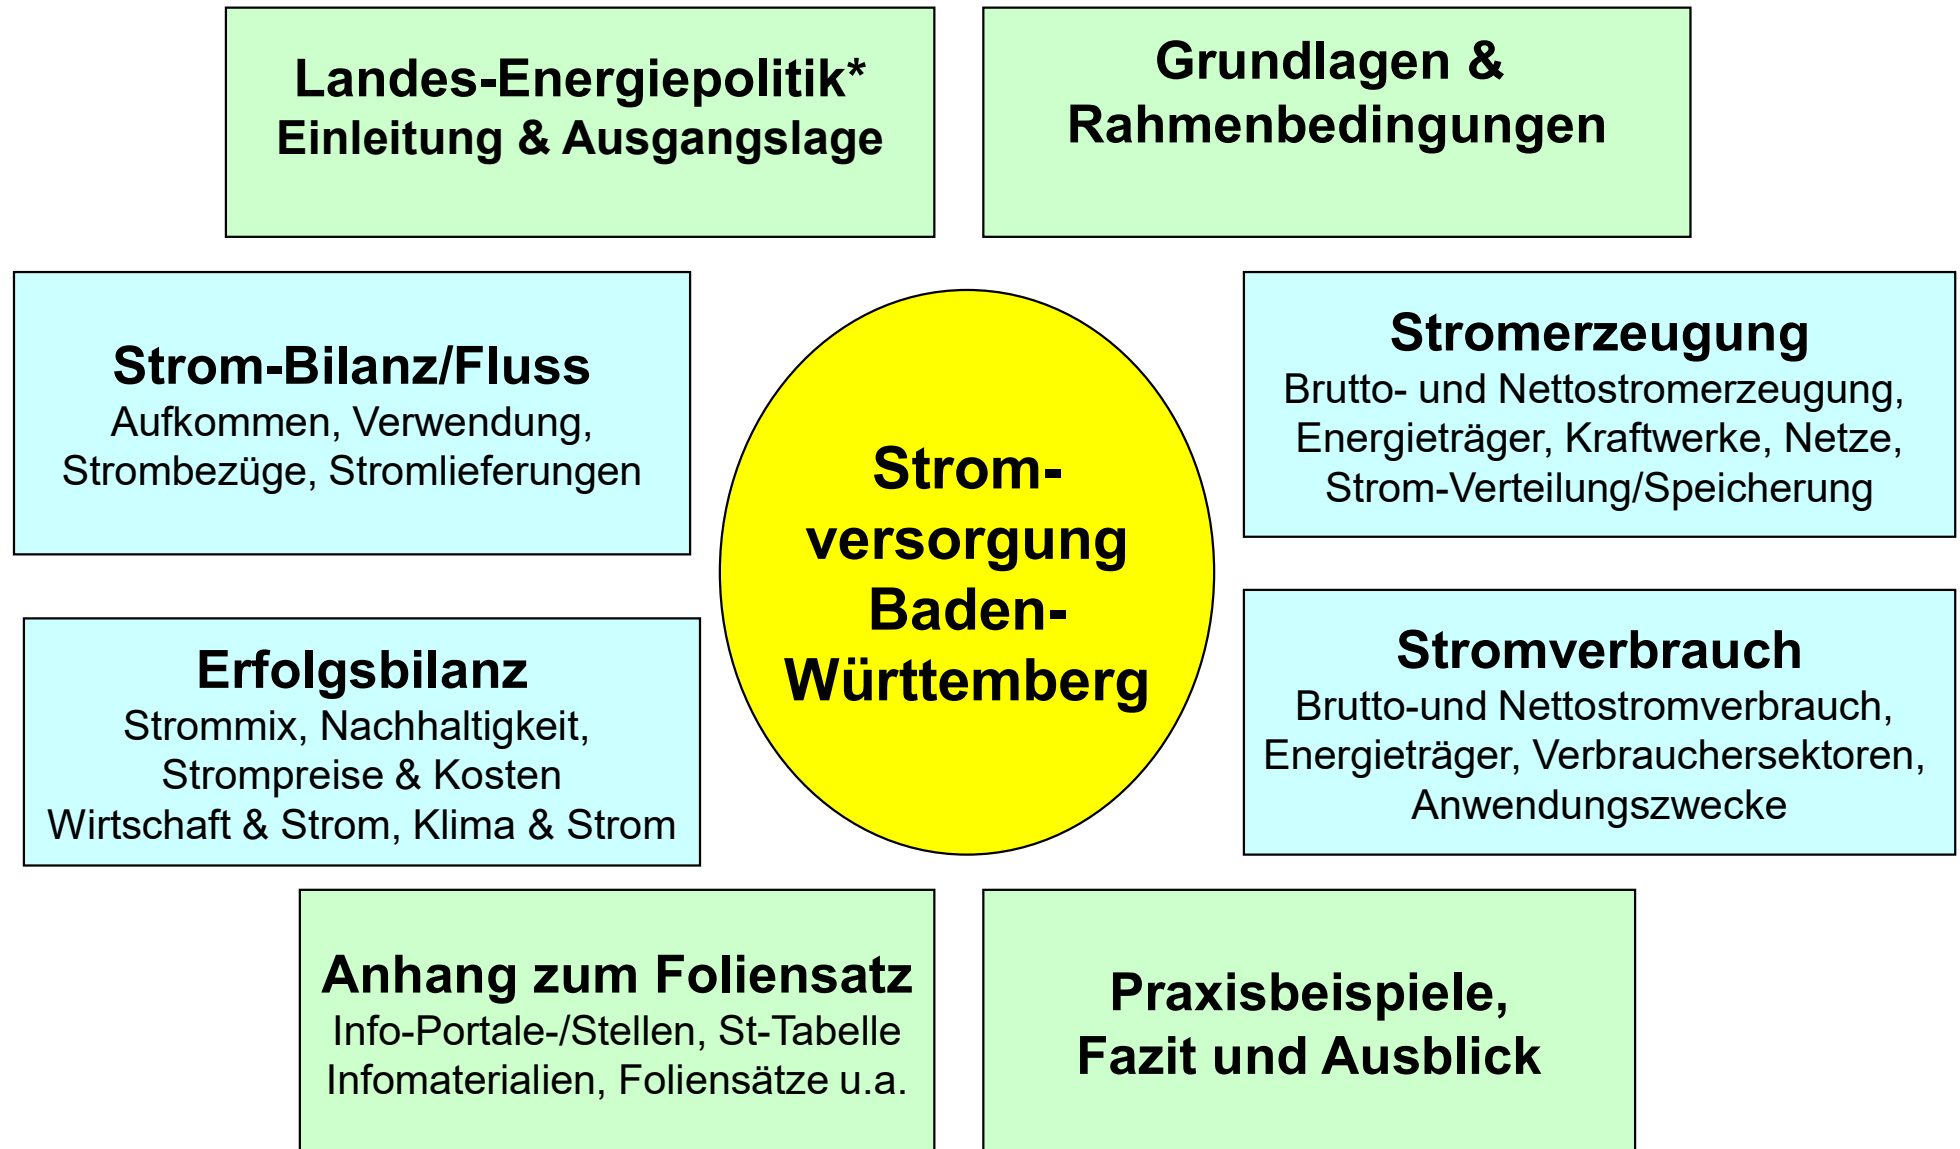 Landes-Energiepolitik*
Einleitung & Ausgangslage
Grundlagen &
Rahmenbedingungen
Strom-Bilanz/Fluss
Aufkommen, Verwendung,
Strombezüge, Stromlieferungen
Strom-
versorgung
Baden-
Württemberg
Stromerzeugung
Brutto- und Nettostromerzeugung,
Energieträger, Kraftwerke, Netze,
Strom-Verteilung/Speicherung
Erfolgsbilanz
Strommix, Nachhaltigkeit,
Strompreise & Kosten
Wirtschaft & Strom, Klima & Strom
Stromverbrauch
Brutto-und Nettostromverbrauch,
Energieträger, Verbrauchersektoren,
Anwendungszwecke
Anhang zum Foliensatz
Info-Portale-/Stellen, St-Tabelle
Infomaterialien, Foliensätze u.a.
Praxisbeispiele,
Fazit und Ausblick